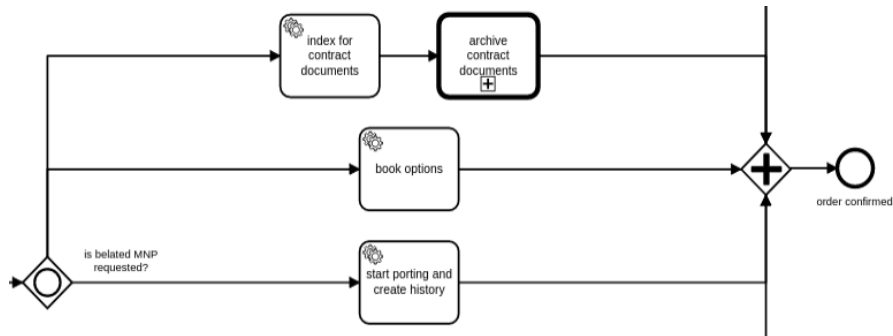 index for
contract
documents
archive
contract
documents
book options
is belated MNP
requested?
start porting and
create history
order confirmed